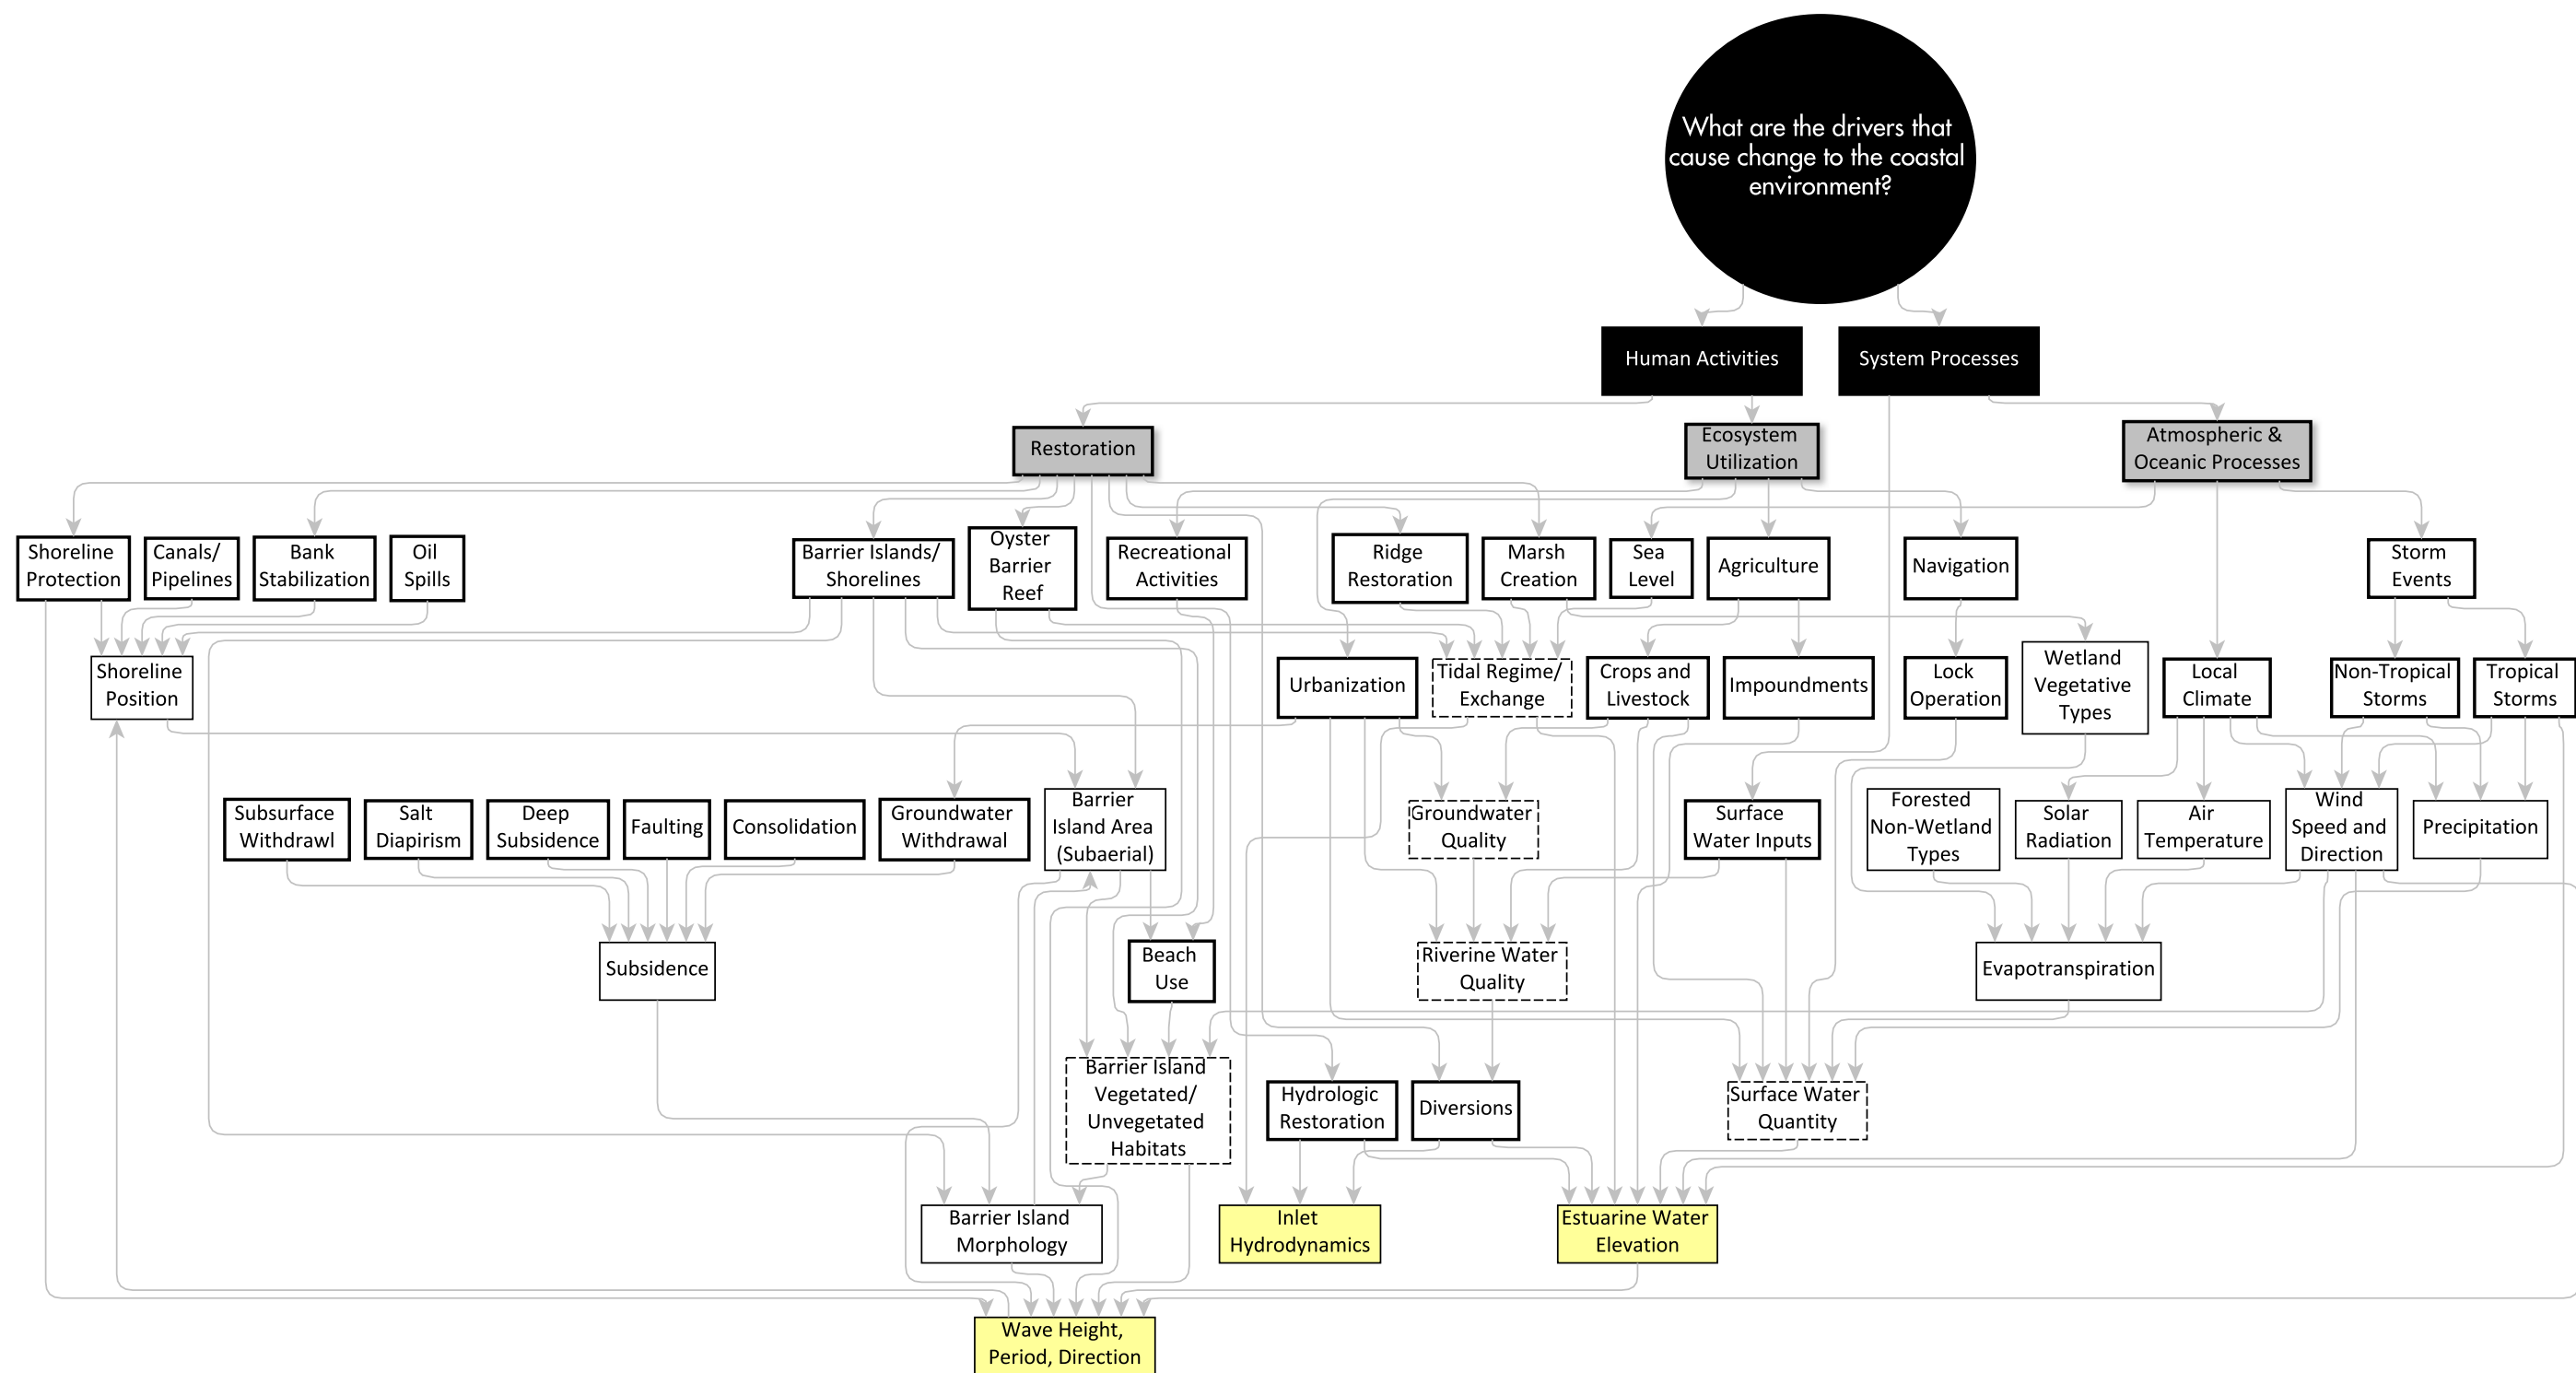 What are the drivers that
cause change to the coastal
environment?
Human Activities
System Processes
Restoration
Ecosystem
Utilization
Atmospheric &
Oceanic Processes
Shoreline
Protection
Canals/
Pipelines
Bank
Stabilization
Oil
Spills
Barrier Islands/
Shorelines
Oyster
Barrier
Reef
Recreational
Activities
Ridge
Restoration
Marsh
Creation
Sea
Level
Agriculture
Navigation
Storm
Events
Shoreline
Position
Urbanization
Tidal Regime/
Exchange
Crops and
Livestock
Impoundments
Lock
Operation
Wetland
Vegetative
Types
Local
Climate
Non-Tropical
Storms
Tropical
Storms
Subsurface
Withdrawl
Salt
Diapirism
Deep
Subsidence
Faulting
Consolidation
Groundwater
Withdrawal
Barrier
Island Area
(Subaerial)
Groundwater
Quality
Surface
Water Inputs
Forested
Non-Wetland
Types
Solar
Radiation
Air
Temperature
Wind
Speed and
Direction
Precipitation
Subsidence
Beach
Use
Riverine Water
Quality
Evapotranspiration
Barrier Island
Vegetated/
Unvegetated
Habitats
Hydrologic
Restoration
Diversions
Surface Water
Quantity
Barrier Island
Morphology
Inlet
Hydrodynamics
Estuarine Water
Elevation
Wave Height,
Period, Direction